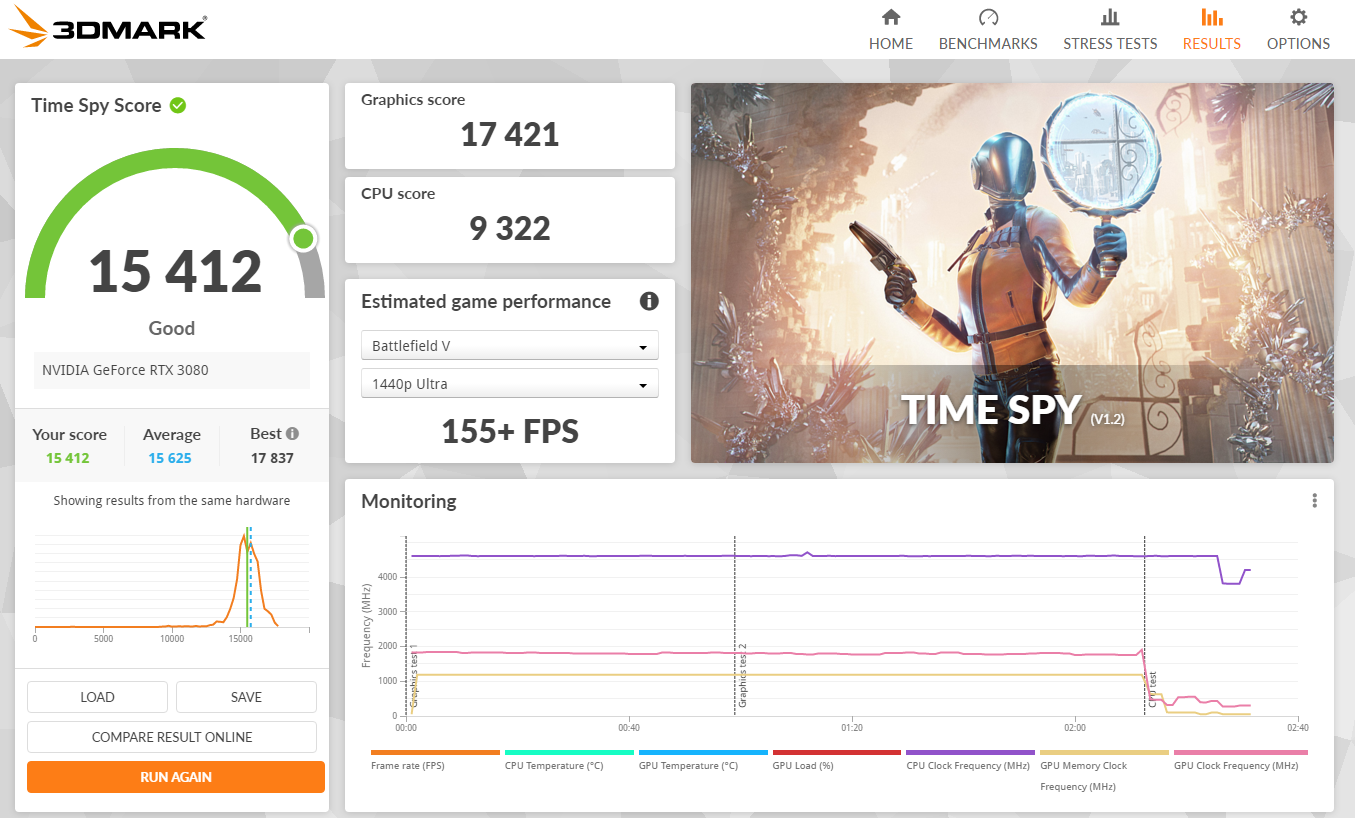 3DMARK
HOME
BENCHMARKS
STRESS TESTS
RESULTS
OPTIONS
Time Spy Score
15 412
Good
NVIDIA GeForce RTX 3080
Your score
Average
Best
15 412
15 625
17 837
Showing results from the same hardware
0
5000
10000
15000
LOAD
SAVE
COMPARE RESULT ONLINE
RUN AGAIN
Graphics score
17 421
CPU score
9 322
Estimated game performance
Battlefield V
1440p Ultra
155+ FPS
TIME SPY (V1.2)
Monitoring
Frequency (MHz)
4000
3000
2000
1000
0
Graphics test 1
Graphics test 2
CPU test
00:00
00:40
01:20
02:00
02:40
Frame rate (FPS)
CPU Temperature (°C)
GPU Temperature (°C)
GPU Load (%)
CPU Clock Frequency (MHz)
GPU Memory Clock
Frequency (MHz)
GPU Clock Frequency (MHz)